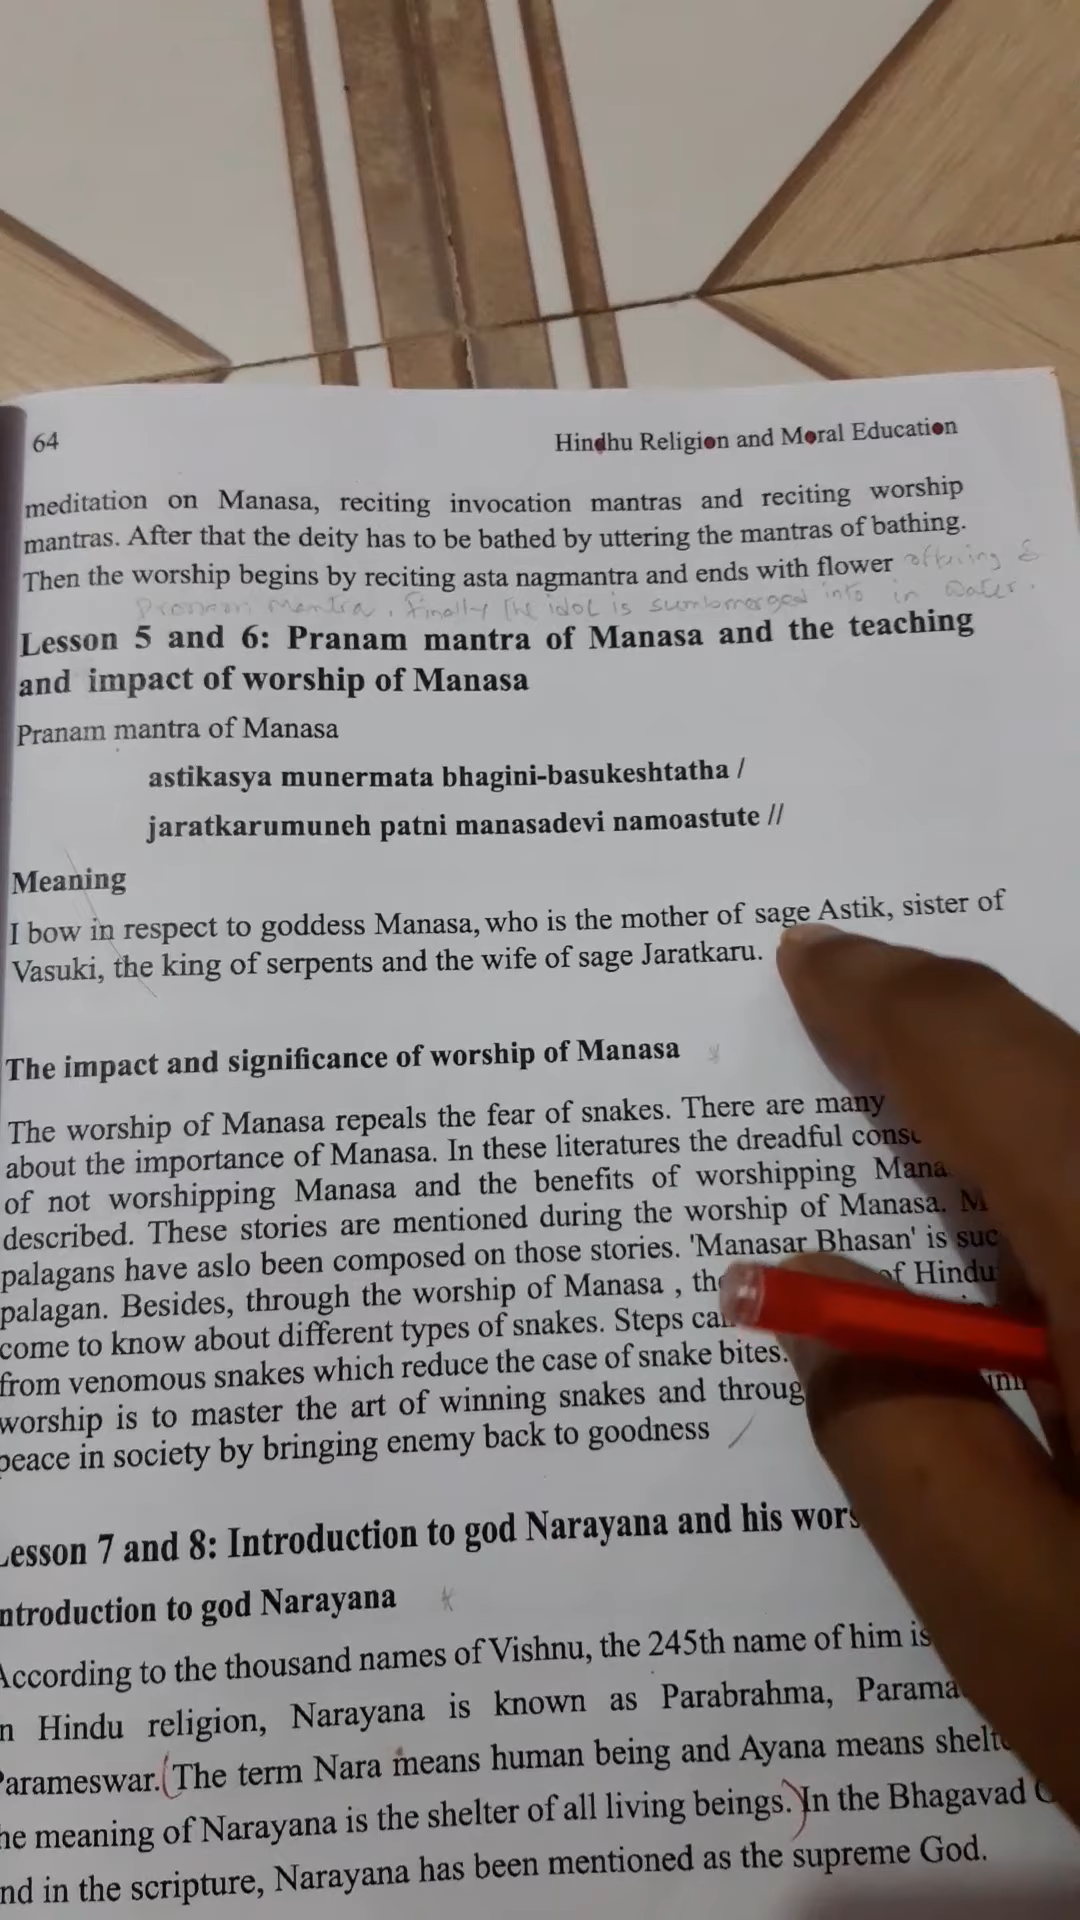 64
Hindhu Religion and Moral Education
meditation on Manasa, reciting invocation mantras and reciting worship
mantras. After that the deity has to be bathed by uttering the mantras of bathing.
Then the worship begins by reciting asta nagmantra and ends with flower offering &
mantra. Finally the idol is sumbmerged into in water.
Lesson 5 and 6: Pranam mantra of Manasa and the teaching
and impact of worship of Manasa
Pranam mantra of Manasa
astikasya munermata bhagini-basukeshtatha /
jaratkarumuneh patni manasadevi namoastute //
Meaning
I bow in respect to goddess Manasa, who is the mother of sage Astik, sister of
Vasuki, the king of serpents and the wife of sage Jaratkaru.
The impact and significance of worship of Manasa
The worship of Manasa repeals the fear of snakes. There are many
about the importance of Manasa. In these literatures the dreadful
of not worshipping Manasa and the benefits of worshipping
described. These stories are mentioned during the worship of Manasa.
palagans have aslo been composed on those stories. 'Manasar Bhasan' is
palagan. Besides, through the worship of Manasa , of Hindu
come to know about different types of snakes. Steps
from venomous snakes which reduce the case of snake bites.
worship is to master the art of winning snakes and
peace in society by bringing enemy back to goodness
Lesson 7 and 8: Introduction to god Narayana and his
ntroduction to god Narayana
According to the thousand names of Vishnu, the 245th name of him is
n Hindu religion, Narayana is known as Parabrahma,
Parameswar. (The term Nara means human being and Ayana means
he meaning of Narayana is the shelter of all living beings.) In the Bhagavad
nd in the scripture, Narayana has been mentioned as the supreme God.